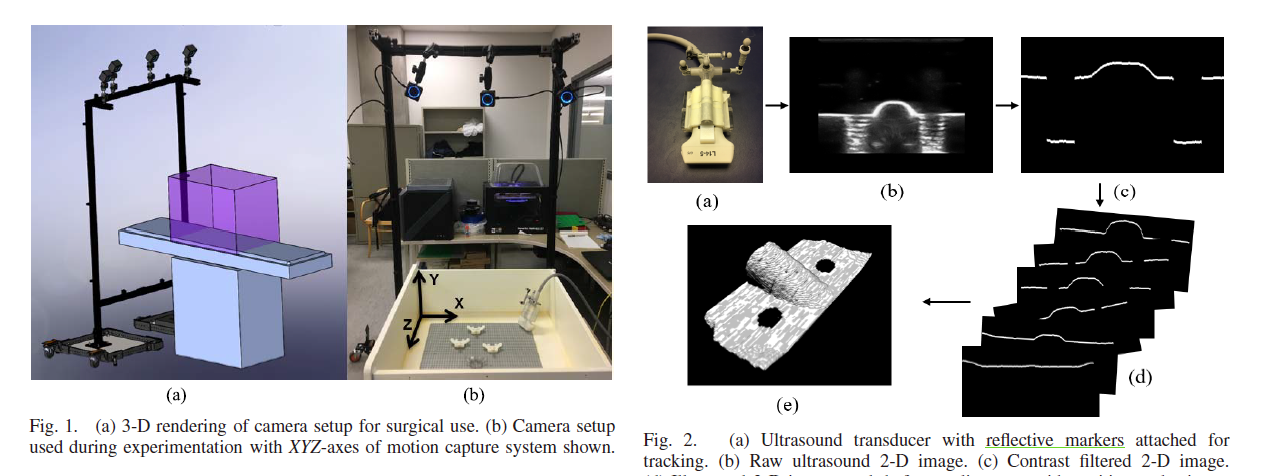 (a)
(b)
Y
X
Z
Fig. 1. (a) 3-D rendering of camera setup for surgical use. (b) Camera setup
used during experimentation with XYZ-axes of motion capture system shown.
L14-5
(a)
(b)
(c)
(d)
(e)
Fig. 2. (a) Ultrasound transducer with reflective markers attached for
tracking. (b) Raw ultrasound 2-D image. (c) Contrast filtered 2-D image.